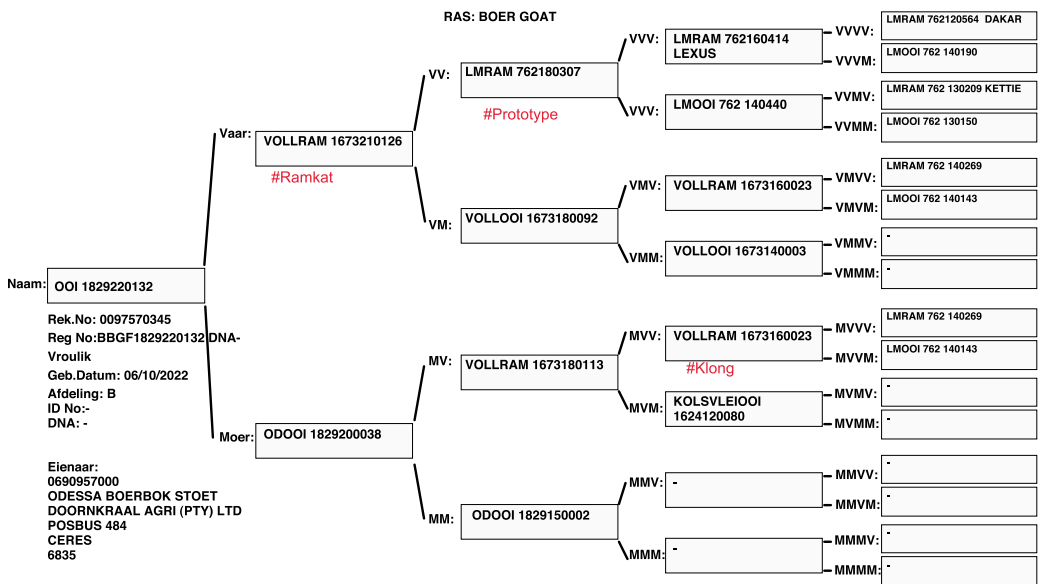 RAS: BOER GOAT
Naam:
OOI 1829220132
Rek.No: 0097570345
Reg No:BBGF1829220132 DNA-
Vroulik
Geb.Datum: 06/10/2022
Afdeling: B
ID No:-
DNA: -
Eienaar:
0690957000
ODESSA BOERBOK STOET
DOORNKRAAL AGRI (PTY) LTD
POSBUS 484
CERES
6835
Vaar:
VOLLRAM 1673210126
#Ramkat
Moer:
ODOOI 1829200038
VV:
LMRAM 762180307
#Prototype
VM:
VOLLOOI 1673180092
MV:
VOLLRAM 1673180113
MM:
ODOOI 1829150002
VVV:
LMRAM 762160414
LEXUS
VVV:
LMOOI 762 140440
VMV:
VOLLRAM 1673160023
VMM:
VOLLOOI 1673140003
MVV:
VOLLRAM 1673160023
#Klong
MVM:
KOLSVLEIOOI
1624120080
MMV:
-
MMM:
-
VVVV:
LMRAM 762120564 DAKAR
VVVM:
LMOOI 762 140190
VVMV:
LMRAM 762 130209 KETTIE
VVMM:
LMOOI 762 130150
VMVV:
LMRAM 762 140269
VMVM:
LMOOI 762 140143
VMMV:
-
VMMM:
-
MVVV:
LMRAM 762 140269
MVVM:
LMOOI 762 140143
MVMV:
-
MVMM:
-
MMVV:
-
MMVM:
-
MMMV:
-
MMMM:
-